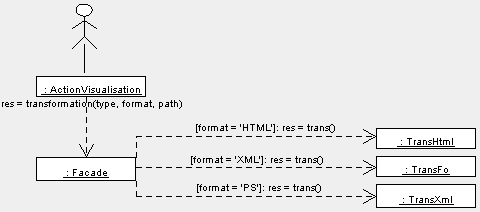 : ActionVisualisation
res = transformation(type, format, path)
[format = 'HTML']: res = trans()
: TransHtml
[format = 'XML']: res = trans()
: Facade
: TransFo
[format = 'PS']: res = trans()
: TransXml